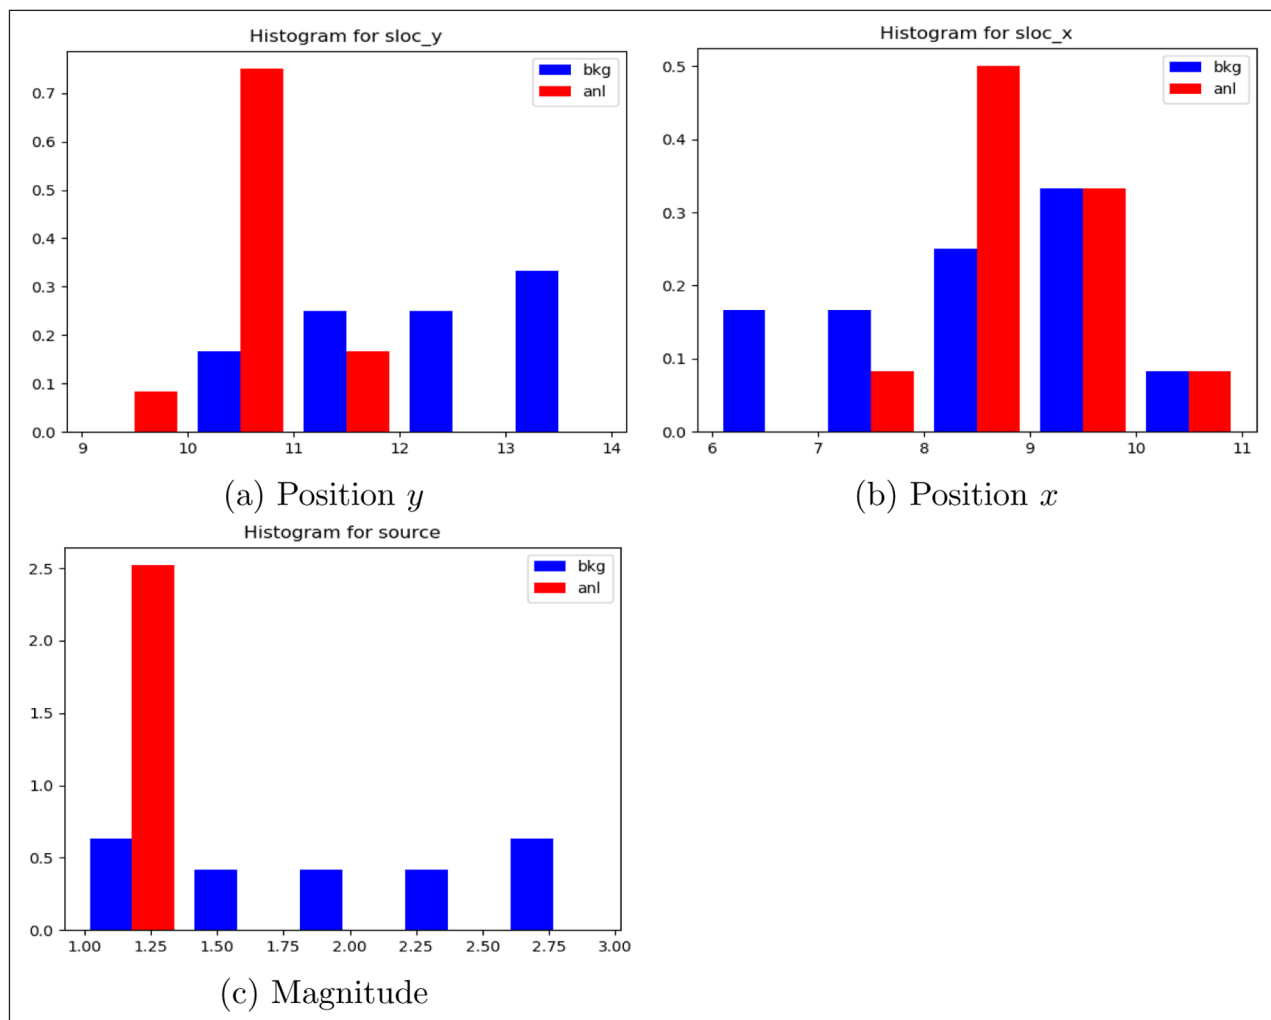 Histogram for sloc_y
bkg
anl
0.7
0.6
0.5
0.4
0.3
0.2
0.1
0.0
9 10 11 12 13 14
(a) Position y
Histogram for sloc_x
bkg
anl
0.5
0.4
0.3
0.2
0.1
0.0
6 7 8 9 10 11
(b) Position x
Histogram for source
bkg
anl
2.5
2.0
1.5
1.0
0.5
0.0
1.00 1.25 1.50 1.75 2.00 2.25 2.50 2.75 3.00
(c) Magnitude